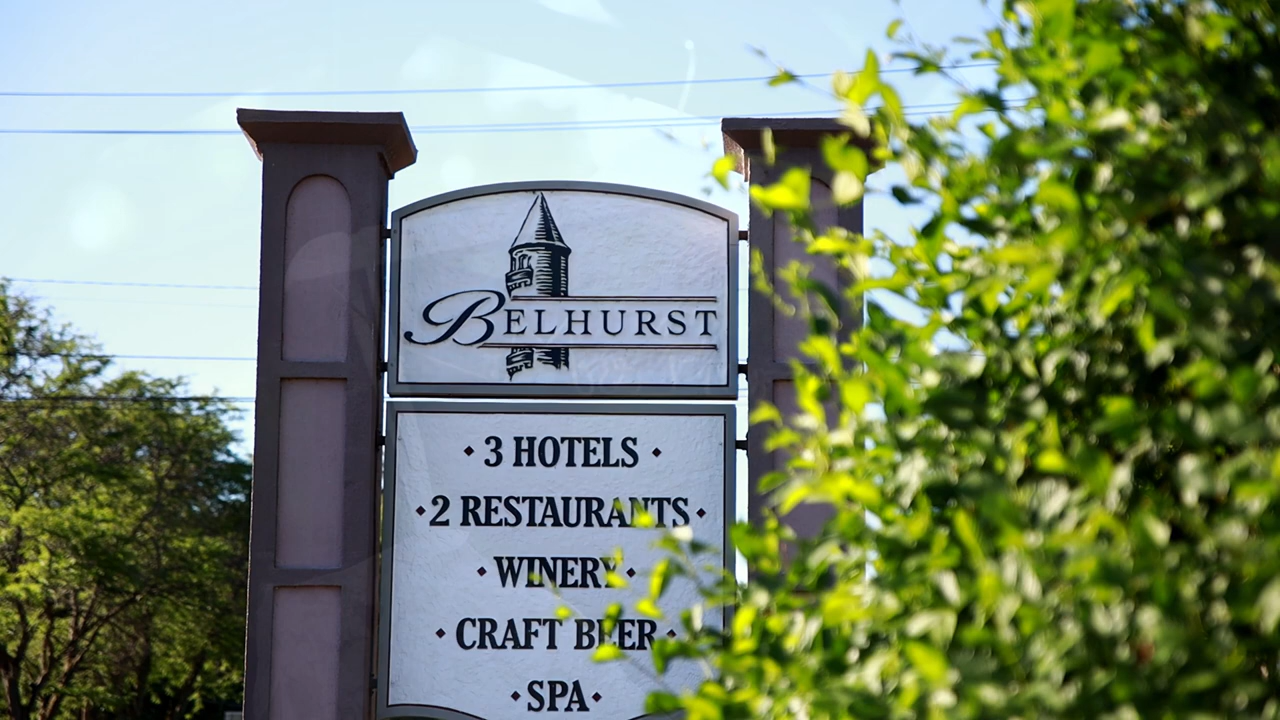 BELHURST
3 HOTELS
2 RESTAURANTS
WINERY
CRAFT BEER
SPA